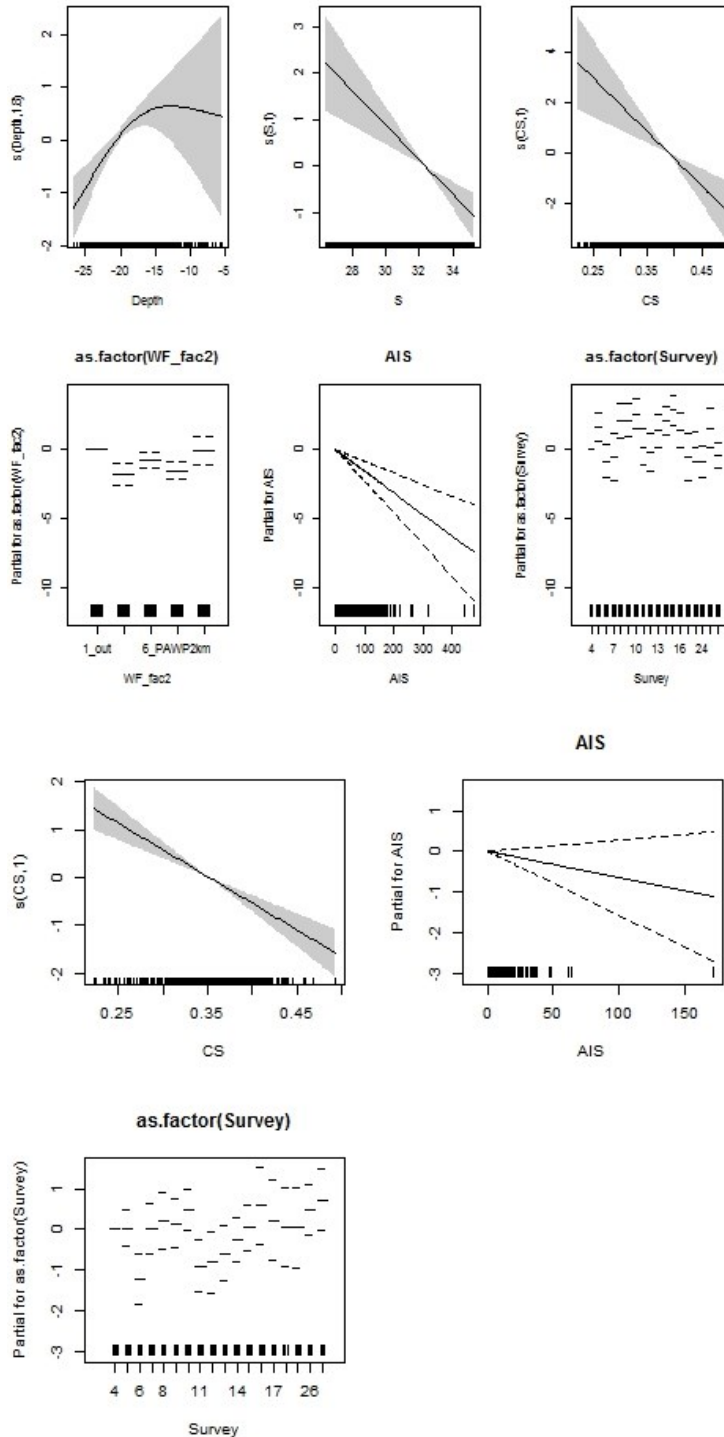 s(Depth,1.8)
2
1
0
-1
-2
-25 -20 -15 -10 -5
Depth
s(S,1)
3
2
1
0
-1
28 30 32 34
S
s(CS,1)
4
2
0
-2
0.25 0.35 0.45
CS
as.factor(WF_fac2)
Partial for as.factor(WF_fac2)
0
-5
-10
1_out 6_PAWP2km
WF_fac2
AIS
Partial for AIS
0
-5
-10
0 100 200 300 400
AIS
as.factor(Survey)
Partial for as.factor(Survey)
0
-5
-10
4 7 10 13 16 24
Survey
s(CS,1)
2
1
0
-1
-2
0.25 0.35 0.45
CS
AIS
Partial for AIS
1
0
-1
-2
-3
0 50 100 150
AIS
as.factor(Survey)
Partial for as.factor(Survey)
1
0
-1
-2
-3
4 6 8 11 14 17 26
Survey